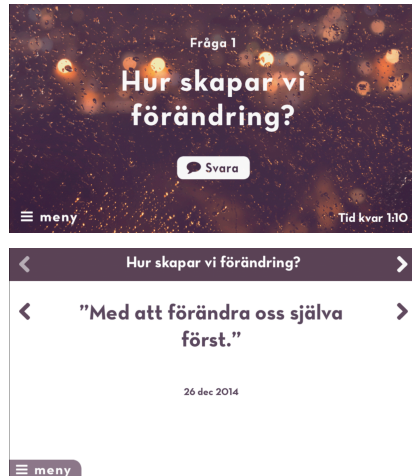 Fråga 1
Hur skapar vi
förändring?
Svara
meny
Tid kvar 1:10
Hur skapar vi förändring?
”Med att förändra oss själva
först.”
26 dec 2014
meny